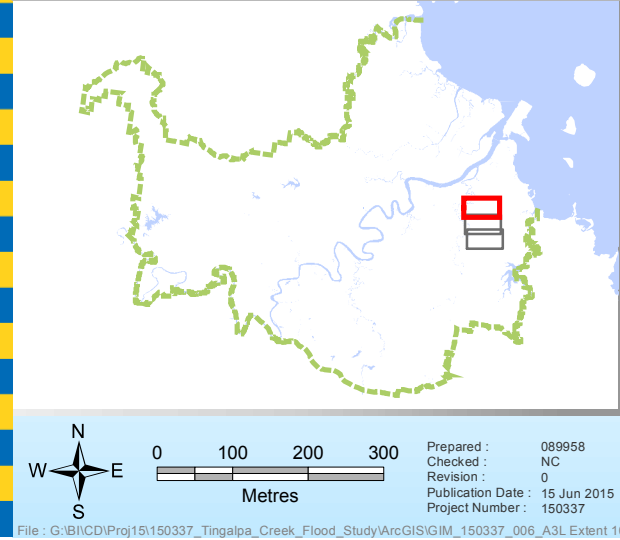 N
W E
S
0 100 200 300
Metres
Prepared : 089958
Checked : NC
Revision : 0
Publication Date : 15 Jun 2015
Project Number : 150337
File : G:\BI\CD\Proj15\150337_Tingalpa_Creek_Flood_Study\ArcGIS\GIM_150337_006_A3L Extent